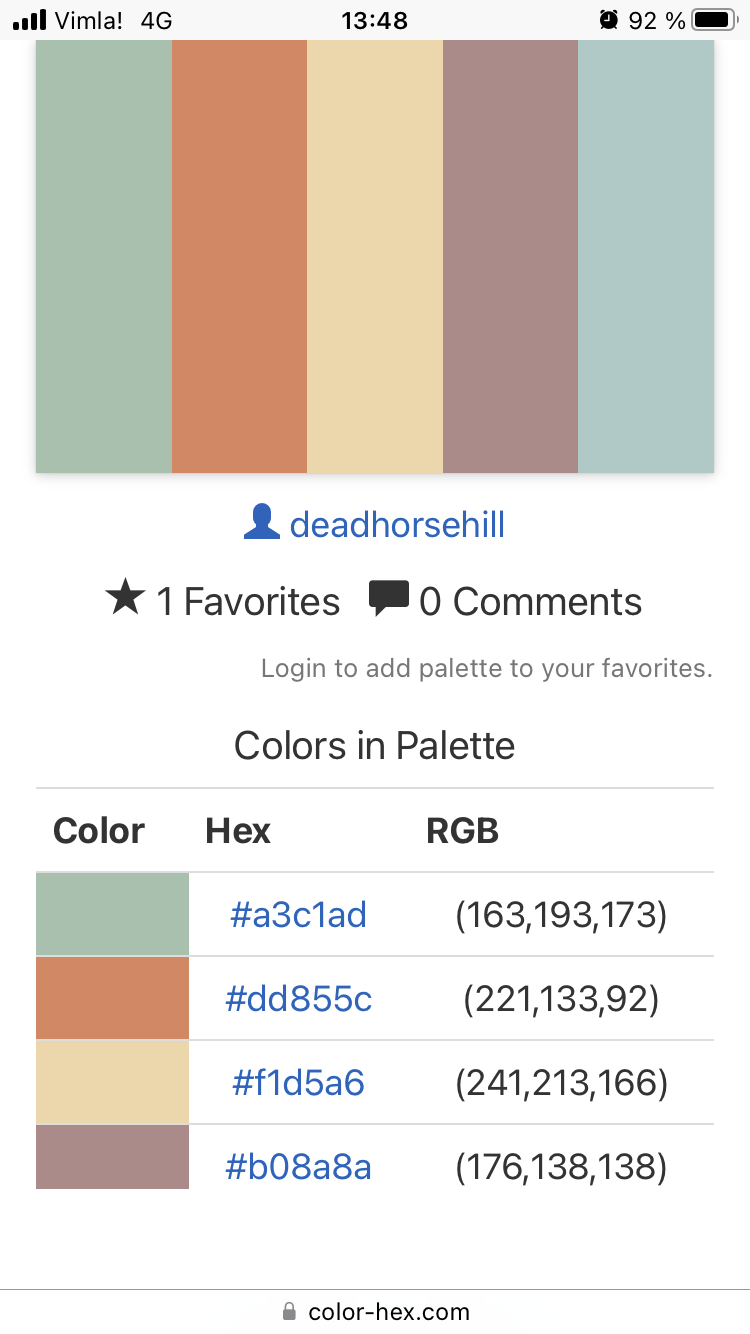 Vimla! 4G 13:48 92 %
deadhorsehill
1 Favorites 0 Comments
Login to add palette to your favorites.
Colors in Palette
Color Hex RGB
#a3c1ad (163,193,173)
#dd855c (221,133,92)
#f1d5a6 (241,213,166)
#b08a8a (176,138,138)
color-hex.com